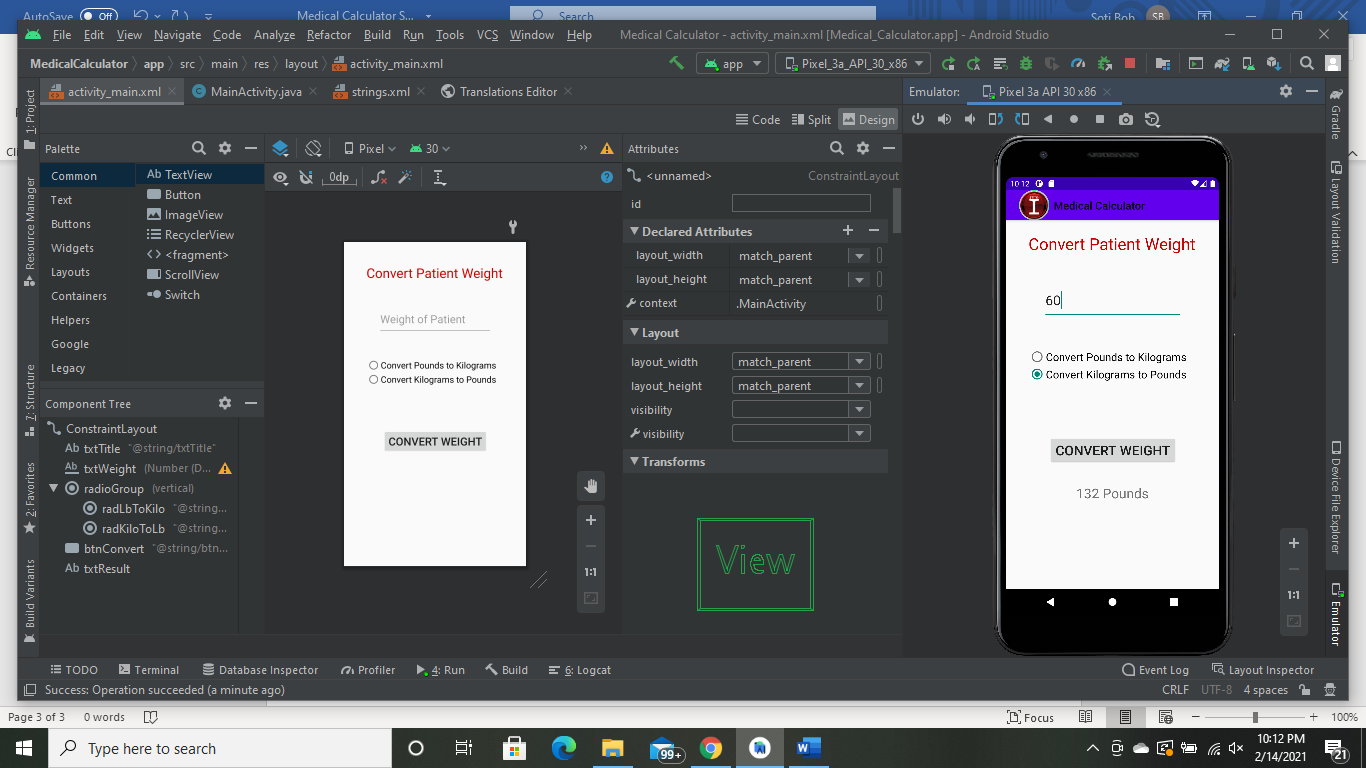 AutoSave Off Medical Calculator S... Search Soti Rob SB
File Edit View Navigate Code Analyze Refactor Build Run Tools VCS Window Help Medical Calculator - activity_main.xml [Medical_Calculator.app] - Android Studio
MedicalCalculator app src main res layout activity_main.xml app Pixel_3a_API_30_x86
activity_main.xml MainActivity.java strings.xml Translations Editor Emulator: Pixel 3a API 30 x86
Code Split Design
Palette Pixel 30 Attributes
Common
Text
Buttons
Widgets
Layouts
Containers
Helpers
Google
Legacy
Ab TextView
Button
ImageView
RecyclerView
<fragment>
ScrollView
Switch
0dp
Component Tree
ConstraintLayout
Ab txtTitle "@string/txtTitle"
Ab txtWeight (Number (D...
radioGroup (vertical)
radLbToKilo "@string...
radKiloToLb "@string...
btnConvert "@string/btn...
Ab txtResult
Convert Patient Weight
Weight of Patient
Convert Pounds to Kilograms
Convert Kilograms to Pounds
CONVERT WEIGHT
1:1
<unnamed> ConstraintLayout
id
Declared Attributes
layout_width match_parent
layout_height match_parent
context .MainActivity
Layout
layout_width match_parent
layout_height match_parent
visibility
visibility
Transforms
View
10:12
Medical Calculator
Convert Patient Weight
60
Convert Pounds to Kilograms
Convert Kilograms to Pounds
CONVERT WEIGHT
132 Pounds
1:1
1: Project
Resource Manager
7: Structure
2: Favorites
Build Variants
Gradle
Layout Validation
Device File Explorer
Emulator
TODO Terminal Database Inspector Profiler 4: Run Build 6: Logcat Event Log Layout Inspector
Success: Operation succeeded (a minute ago) CRLF UTF-8 4 spaces
Page 3 of 3 0 words Focus 100%
Type here to search 99+ 10:12 PM
2/14/2021 21